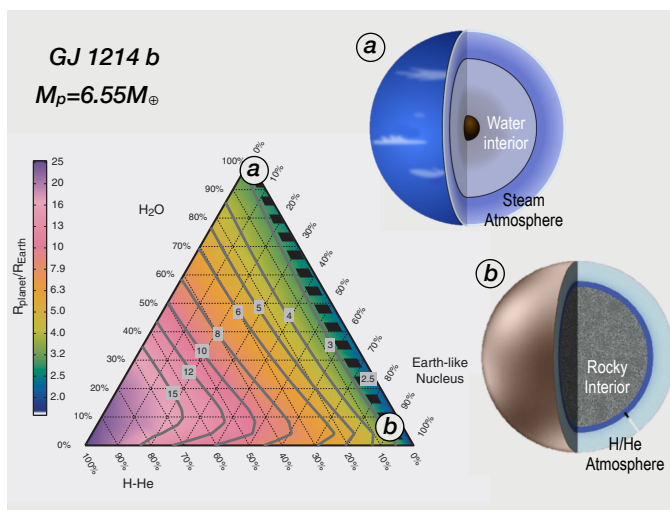 GJ 1214 b
Mp=6.55M⊕
a
Water
interior
Steam
Atmosphere
b
Rocky
Interior
H/He
Atmosphere
Rplanet/REarth
25
20
16
13
10
7.9
6.3
5.0
4.0
3.2
2.5
2.0
H2O
100%
90%
80%
70%
60%
50%
40%
30%
20%
10%
0%
a
0%
10%
20%
30%
40%
50%
60%
70%
80%
90%
100%
Earth-like
Nucleus
6
5
4
8
3
10
12
2.5
15
b
100%
90%
80%
70%
60%
50%
40%
30%
20%
10%
0%
H-He